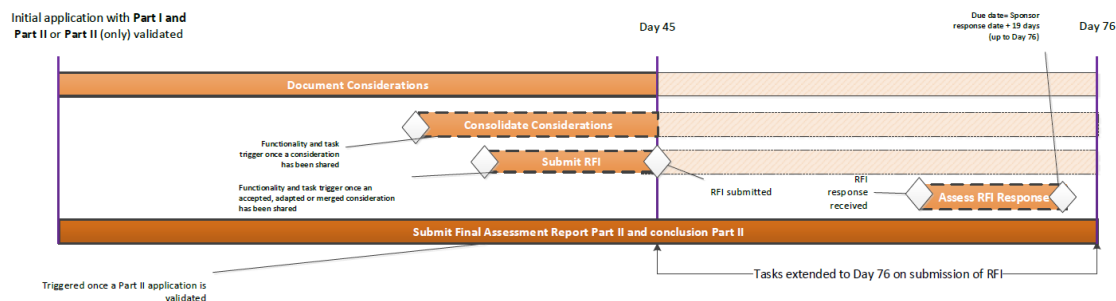 Initial application with Part I and
Part II or Part II (only) validated
Day 45
Due date= Sponsor
response date + 19 days
(up to Day 76)
Day 76
Document Considerations
Consolidate Considerations
Functionality and task
trigger once a consideration
has been shared
Submit RFI
Functionality and task trigger once an
accepted, adapted or merged consideration
has been shared
RFI submitted
RFI
response
received
Assess RFI Response
Submit Final Assessment Report Part II and conclusion Part II
Tasks extended to Day 76 on submission of RFI
Triggered once a Part II application is
validated